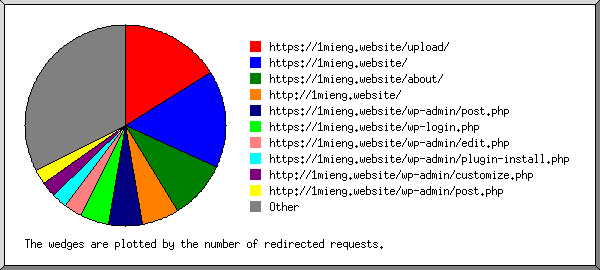 https://1mieng.website/upload/
https://1mieng.website/
https://1mieng.website/about/
http://1mieng.website/
https://1mieng.website/wp-admin/post.php
https://1mieng.website/wp-login.php
https://1mieng.website/wp-admin/edit.php
https://1mieng.website/wp-admin/plugin-install.php
http://1mieng.website/wp-admin/customize.php
http://1mieng.website/wp-admin/post.php
Other
The wedges are plotted by the number of redirected requests.